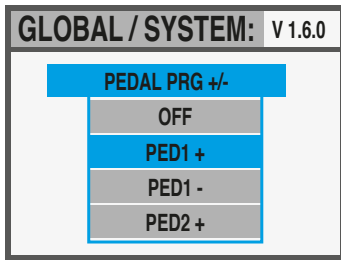 GLOBAL / SYSTEM: V 1.6.0
PEDAL PRG +/-
OFF
PED1 +
PED1 -
PED2 +